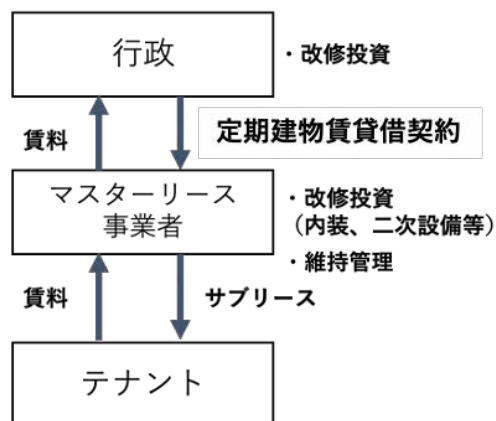 行政
・改修投資
賃料
定期建物賃貸借契約
マスターリース
事業者
・改修投資
（内装、二次設備等）
・維持管理
賃料
サブリース
テナント